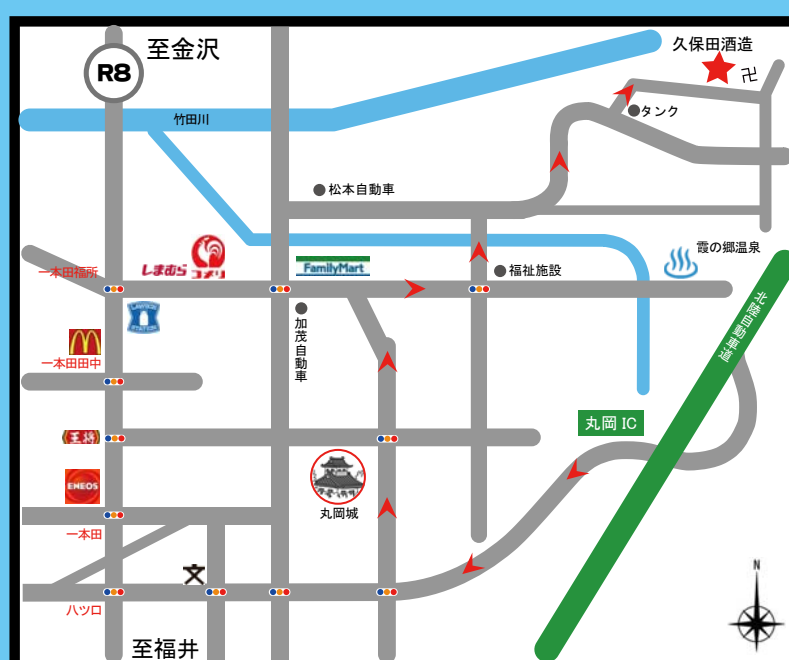 至金沢
R8
久保田酒造
卍
タンク
竹田川
松本自動車
霞の郷温泉
一本田福所
しまむら
コメリ
FamilyMart
福祉施設
LAWSON
STATION
加茂自動車
北陸自動車道
M
一本田田中
丸岡 IC
王将
ENEOS
丸岡城
一本田
文
八ツ口
N
至福井